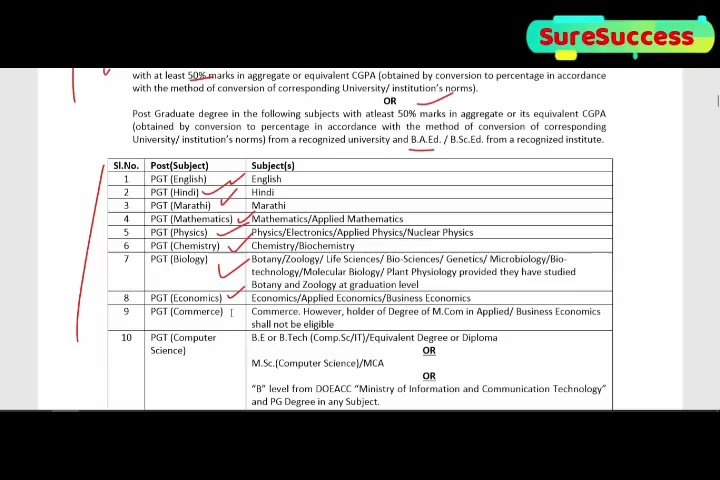 SureSuccess
with at least 50% marks in aggregate or equivalent CGPA (obtained by conversion to percentage in accordance
with the method of conversion of corresponding University/ institution's norms).
OR
Post Graduate degree in the following subjects with atleast 50% marks in aggregate or its equivalent CGPA
(obtained by conversion to percentage in accordance with the method of conversion of corresponding
University/ institution's norms) from a recognized university and B.A.Ed. / B.Sc.Ed. from a recognized institute.
Sl.No. Post(Subject) Subject(s)
1 PGT (English) English
2 PGT (Hindi) Hindi
3 PGT (Marathi) Marathi
4 PGT (Mathematics) Mathematics/Applied Mathematics
5 PGT (Physics) Physics/Electronics/Applied Physics/Nuclear Physics
6 PGT (Chemistry) Chemistry/Biochemistry
7 PGT (Biology) Botany/Zoology/ Life Sciences/ Bio-Sciences/ Genetics/ Microbiology/Bio-
technology/Molecular Biology/ Plant Physiology provided they have studied
Botany and Zoology at graduation level
8 PGT (Economics) Economics/Applied Economics/Business Economics
9 PGT (Commerce) Commerce. However, holder of Degree of M.Com in Applied/ Business Economics
shall not be eligible
10 PGT (Computer B.E or B.Tech (Comp.Sc/IT)/Equivalent Degree or Diploma
Science) OR
M.Sc.(Computer Science)/MCA
OR
"B" level from DOEACC "Ministry of Information and Communication Technology"
and PG Degree in any Subject.